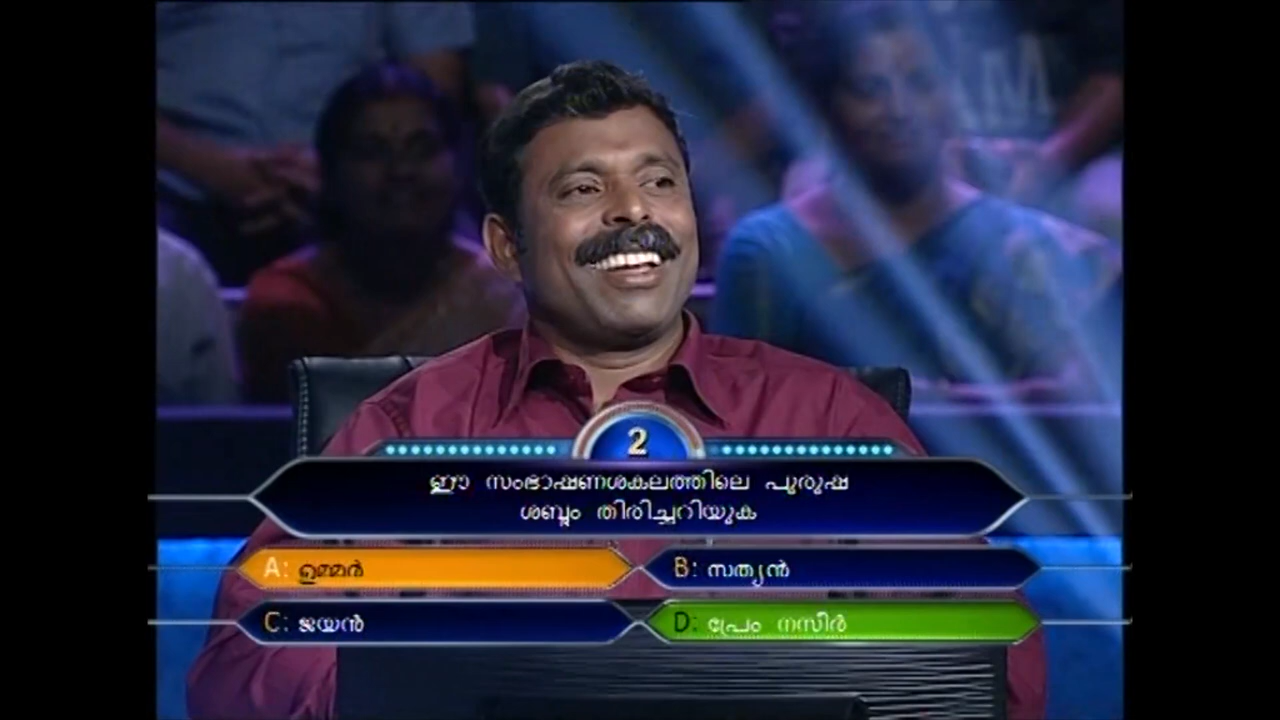 2
ഈ സംഭാഷണശകലത്തിലെ പുരുഷ
ശബ്ദം തിരിച്ചറിയുക
A: ഉമ്മർ
B: സത്യൻ
C: ജയൻ
D: പ്രേം നസീർ